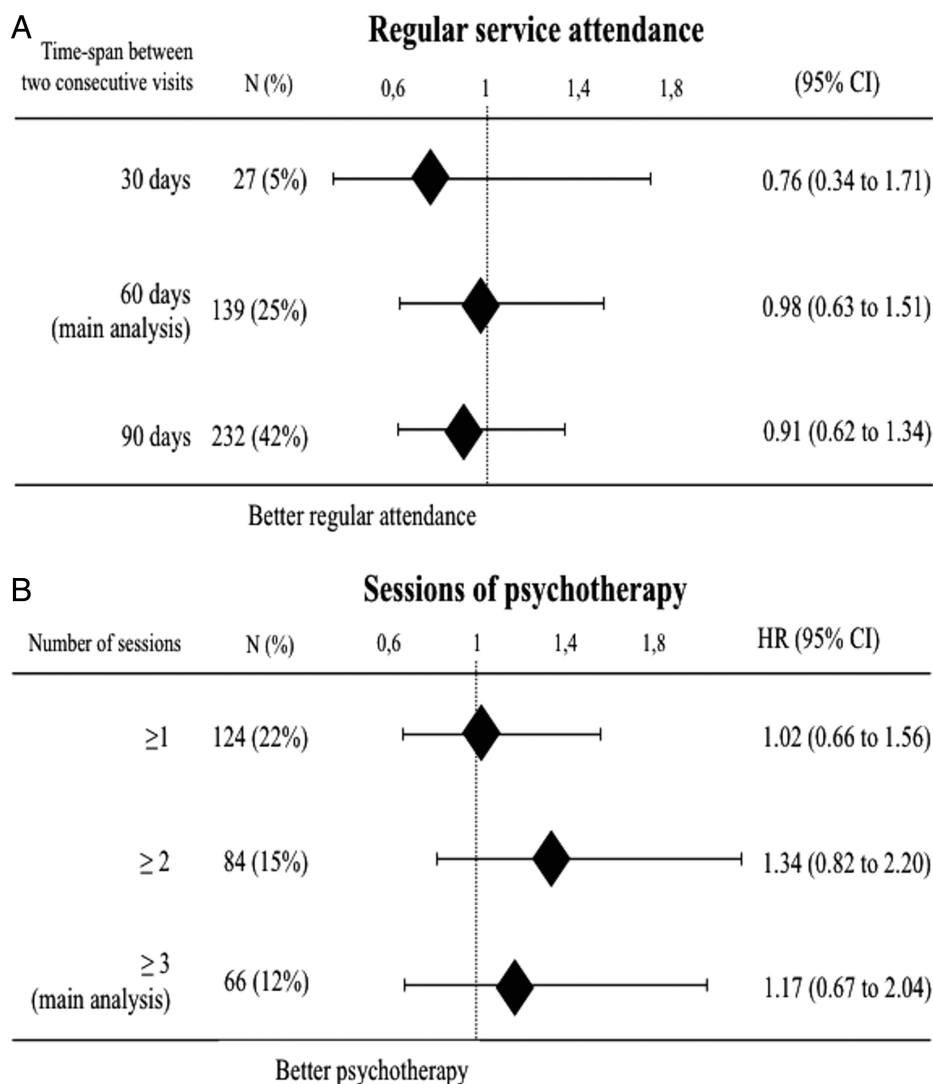 A
Regular service attendance
Time-span between
two consecutive visits
N (%)
0,6 1 1,4 1,8
(95% CI)
30 days 27 (5%) 0.76 (0.34 to 1.71)
60 days
(main analysis) 139 (25%) 0.98 (0.63 to 1.51)
90 days 232 (42%) 0.91 (0.62 to 1.34)
Better regular attendance
B
Sessions of psychotherapy
Number of sessions N (%) 0,6 1 1,4 1,8 HR (95% CI)
≥1 124 (22%) 1.02 (0.66 to 1.56)
≥ 2 84 (15%) 1.34 (0.82 to 2.20)
≥ 3
(main analysis) 66 (12%) 1.17 (0.67 to 2.04)
Better psychotherapy